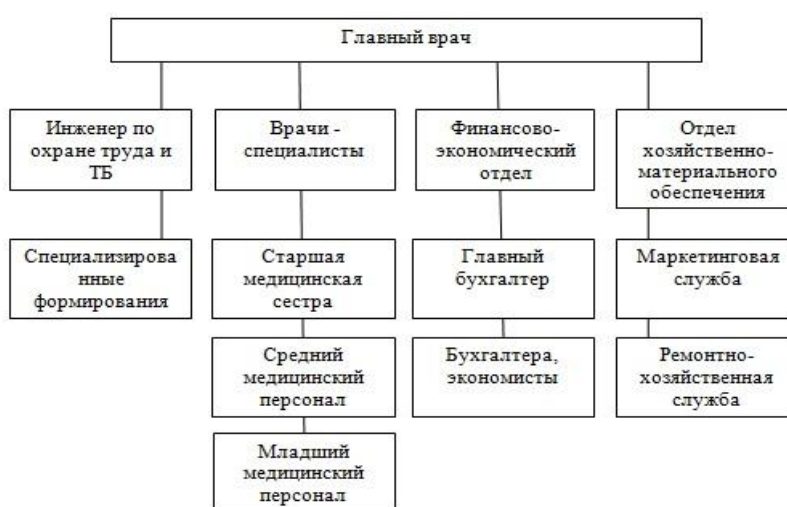 Главный врач
Инженер по
охране труда и
ТБ
Врачи -
специалисты
Финансово-
экономический
отдел
Отдел
хозяйственно-
материального
обеспечения
Специализирова
нные
формирования
Старшая
медицинская
сестра
Главный
бухгалтер
Маркетинговая
служба
Средний
медицинский
персонал
Бухгалтера,
экономисты
Ремонтно-
хозяйственная
служба
Младший
медицинский
персонал